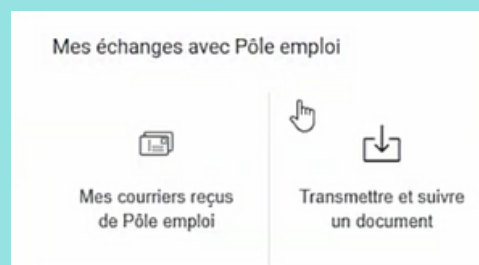 Mes échanges avec Pôle emploi
Mes courriers reçus
de Pôle emploi
Transmettre et suivre
un document